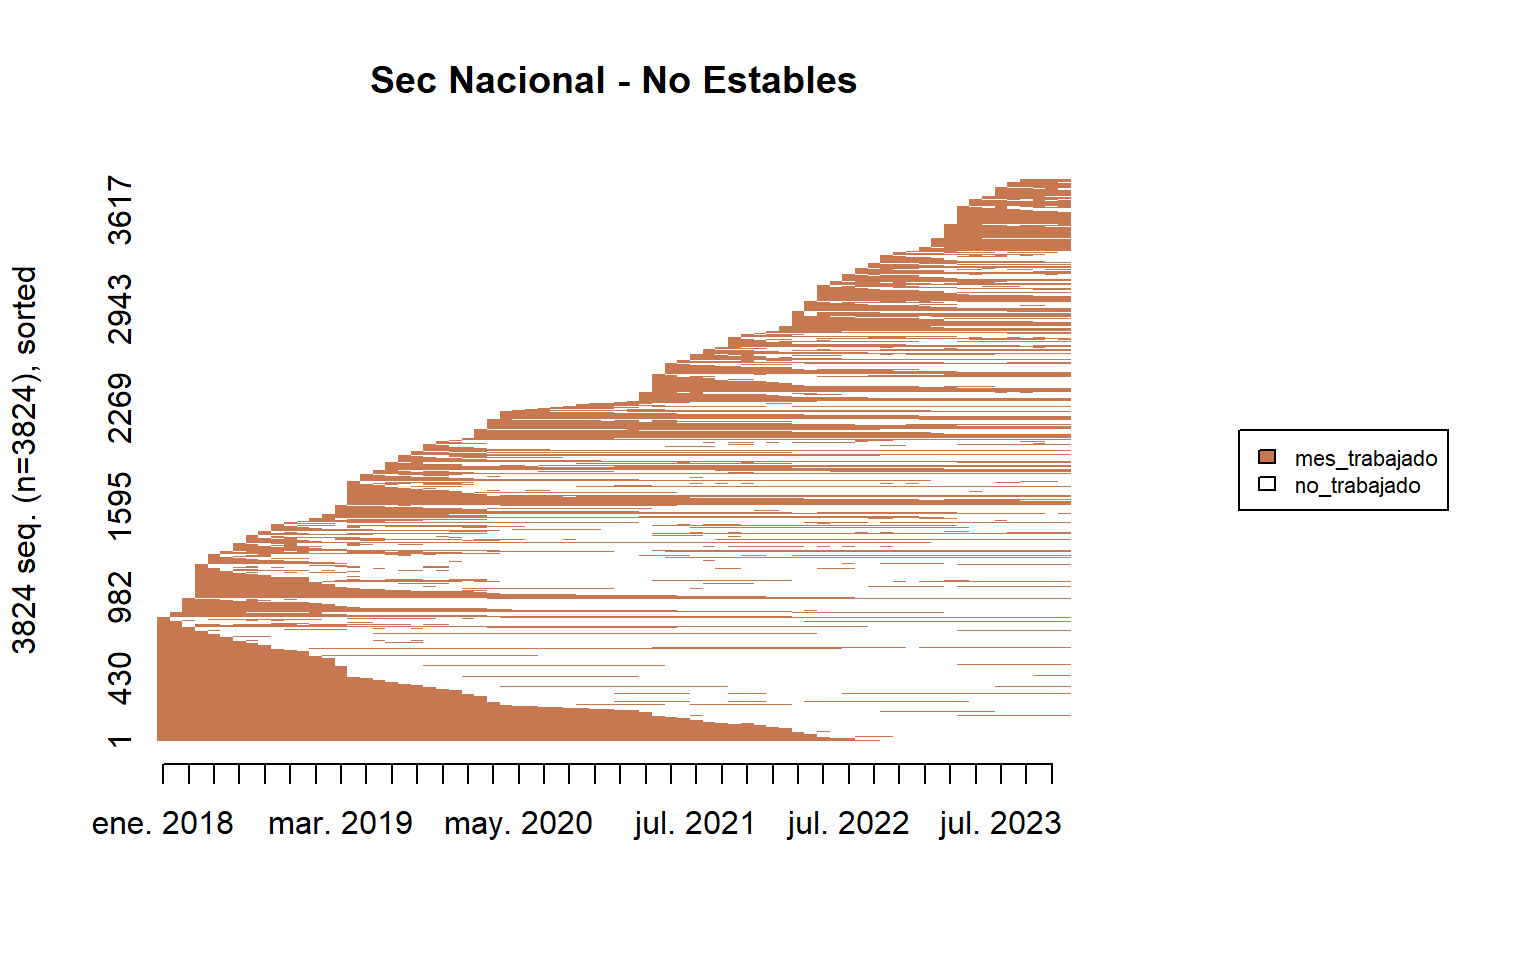 Sec Nacional - No Estables
3824 seq. (n=3824), sorted
3617
2943
2269
1595
982
430
1
ene. 2018
mar. 2019
may. 2020
jul. 2021
jul. 2022
jul. 2023
mes_trabajado
no_trabajado